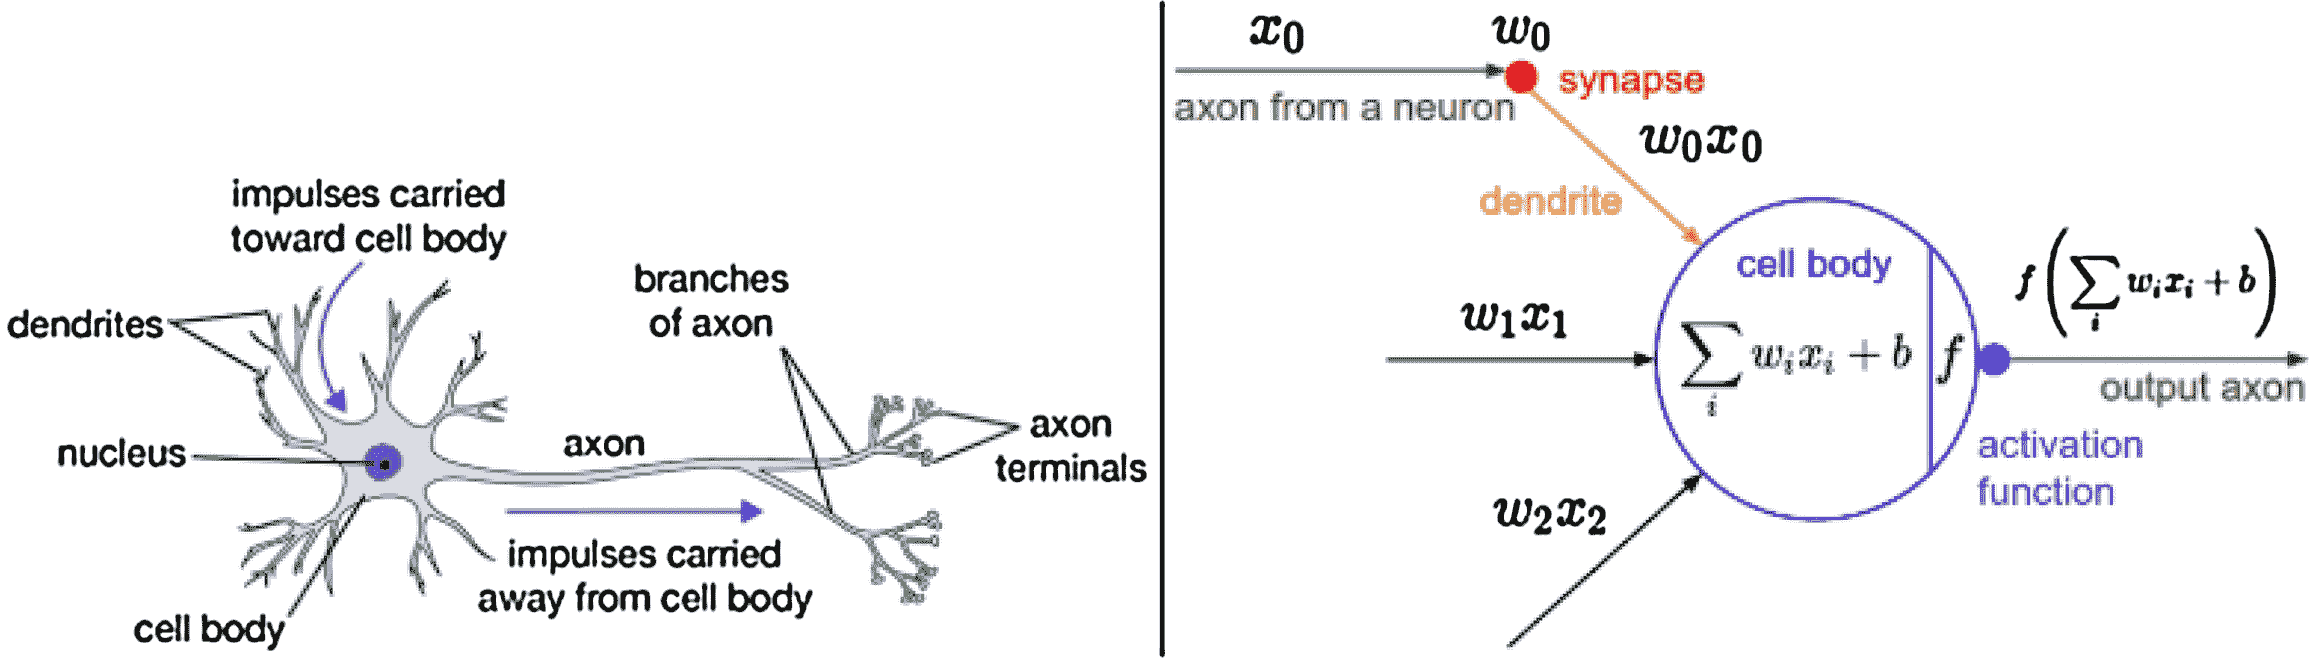 impulses carried
toward cell body
dendrites
nucleus
cell body
axon
impulses carried
away from cell body
branches
of axon
axon
terminals
x₀
w₀
synapse
axon from a neuron
w₀x₀
dendrite
cell body
w₁x₁
∑ᵢ wᵢxᵢ + b
f
w₂x₂
f(∑ᵢ wᵢxᵢ + b)
output axon
activation
function